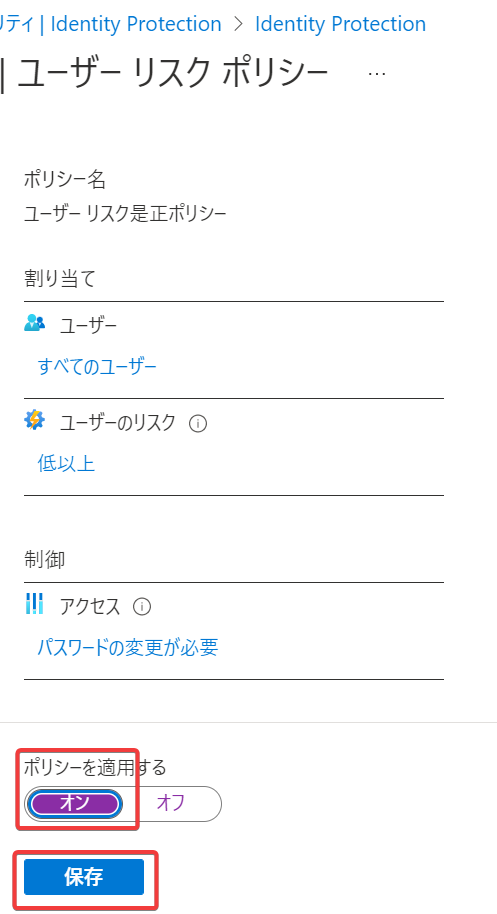 リティ | Identity Protection > Identity Protection
| ユーザー リスク ポリシー ...
ポリシー名
ユーザー リスク是正ポリシー
割り当て
ユーザー
すべてのユーザー
ユーザーのリスク
低以上
制御
アクセス
パスワードの変更が必要
ポリシーを適用する
オン オフ
保存